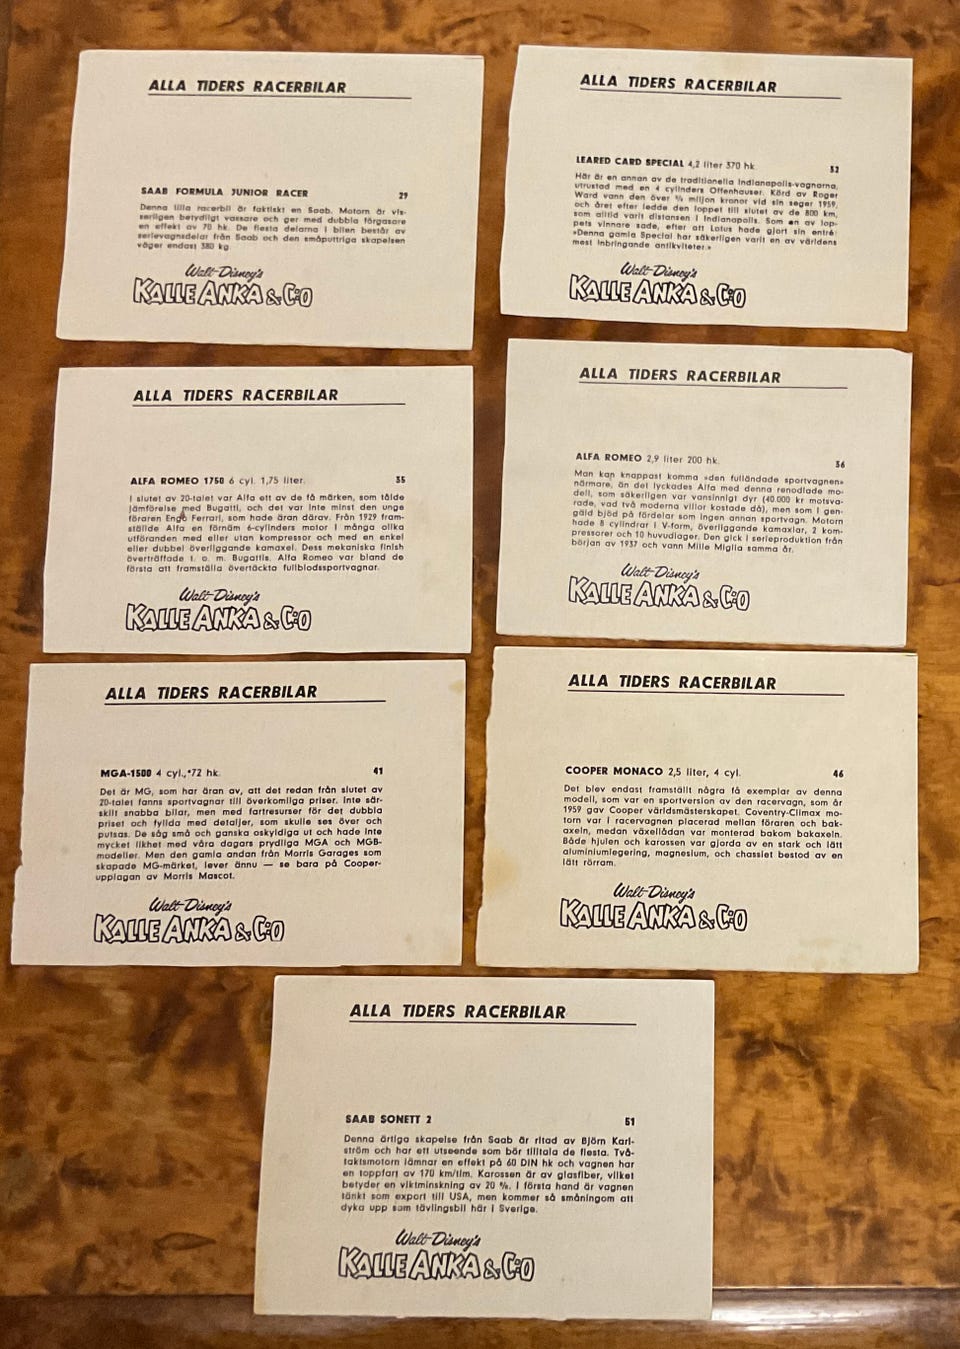 ALLA TIDERS RACERBILAR
SAAB FORMULA JUNIOR RACER 29
Denna lilla racerbil är faktiskt en Saab. Motorn är vis-
serligen betydligt vassare och ger med dubbla förgasare
en effekt av 70 hk. De flesta delarna i bilen består av
serievagnsdelar från Saab och den småputtriga skapelsen
väger endast 380 kg.
Walt Disney's
KALLE ANKA & C:O
ALLA TIDERS RACERBILAR
LEARED CARD SPECIAL 4,2 liter 370 hk. 32
Här är en annan av de traditionella Indianapolis-vagnarna,
utrustad med en 4 cylinders Offenhauser. Körd av Roger
Ward vann den över ½ miljon kronor vid sin seger 1959,
och året efter ledde den loppet till slutet av de 800 km,
som alltid varit distansen i Indianapolis. Som en av lop-
pets vinnare sade, efter att Lotus hade gjort sin entré:
»Denna gamla Special har säkerligen varit en av världens
mest inbringande antikviteter.»
Walt Disney's
KALLE ANKA & C:O
ALLA TIDERS RACERBILAR
ALFA ROMEO 1750 6 cyl. 1,75 liter. 35
I slutet av 20-talet var Alfa ett av de få märken, som tålde
jämförelse med Bugatti, och det var inte minst den unge
föraren Enzo Ferrari, som hade äran därav. Från 1929 fram-
ställde Alfa en förnäm 6-cylinders motor i många olika
utföranden med eller utan kompressor och med en enkel
eller dubbel överliggande kamaxel. Dess mekaniska finish
överträffade t. o. m. Bugattis. Alfa Romeo var bland de
första att framställa övertäckta fullblodssportvagnar.
Walt Disney's
KALLE ANKA & C:O
ALLA TIDERS RACERBILAR
ALFA ROMEO 2,9 liter 200 hk. 36
Man kan knappast komma »den fulländade sportvagnen»
närmare, än det lyckades Alfa med denna renodlade mo-
dell, som säkerligen var vansinnigt dyr (40.000 kr motsva-
rade, vad två moderna villor kostade då), men som i gen-
gäld bjöd på fördelar som ingen annan sportvagn. Motorn
hade 8 cylindrar i V-form, överliggande kamaxlar, 2 kom-
pressorer och 10 huvudlager. Den gick i serieproduktion från
början av 1937 och vann Mille Miglia samma år.
Walt Disney's
KALLE ANKA & C:O
ALLA TIDERS RACERBILAR
MGA-1500 4 cyl., 72 hk. 41
Det är MG, som har äran av, att det redan från slutet av
20-talet fanns sportvagnar till överkomliga priser. Inte sär-
skilt snabba bilar, men med fartresurser för det dubbla
priset och fyllda med detaljer, som skulle ses över och
putsas. De såg små och ganska oskyldiga ut och hade inte
mycket likhet med våra dagars prydliga MGA och MGB-
modeller. Men den gamla andan från Morris Garages som
skapade MG-märket, lever ännu — se bara på Cooper-
upplagan av Morris Mascot.
Walt Disney's
KALLE ANKA & C:O
ALLA TIDERS RACERBILAR
COOPER MONACO 2,5 liter, 4 cyl. 46
Det blev endast framställt några få exemplar av denna
modell, som var en sportversion av den racervagn, som år
1959 gav Cooper världsmästerskapet. Coventry-Climax mo-
torn var i racervagnen placerad mellan föraren och bak-
axeln, medan växellådan var monterad bakom bakaxeln.
Både hjulen och karossen var gjorda av en stark och lätt
aluminiumlegering, magnesium, och chassiet bestod av en
lätt rörram.
Walt Disney's
KALLE ANKA & C:O
ALLA TIDERS RACERBILAR
SAAB SONETT 2 51
Denna ärtiga skapelse från Saab är ritad av Björn Karl-
ström och har ett utseende som bör tilltala de flesta. Två-
taktsmotorn lämnar en effekt på 60 DIN hk och vagnen har
en toppfart av 170 km/tim. Karossen är av glasfiber, vilket
betyder en viktminskning av 20 %. I första hand är vagnen
tänkt som export till USA, men kommer så småningom att
dyka upp som tävlingsbil här i Sverige.
Walt Disney's
KALLE ANKA & C:O